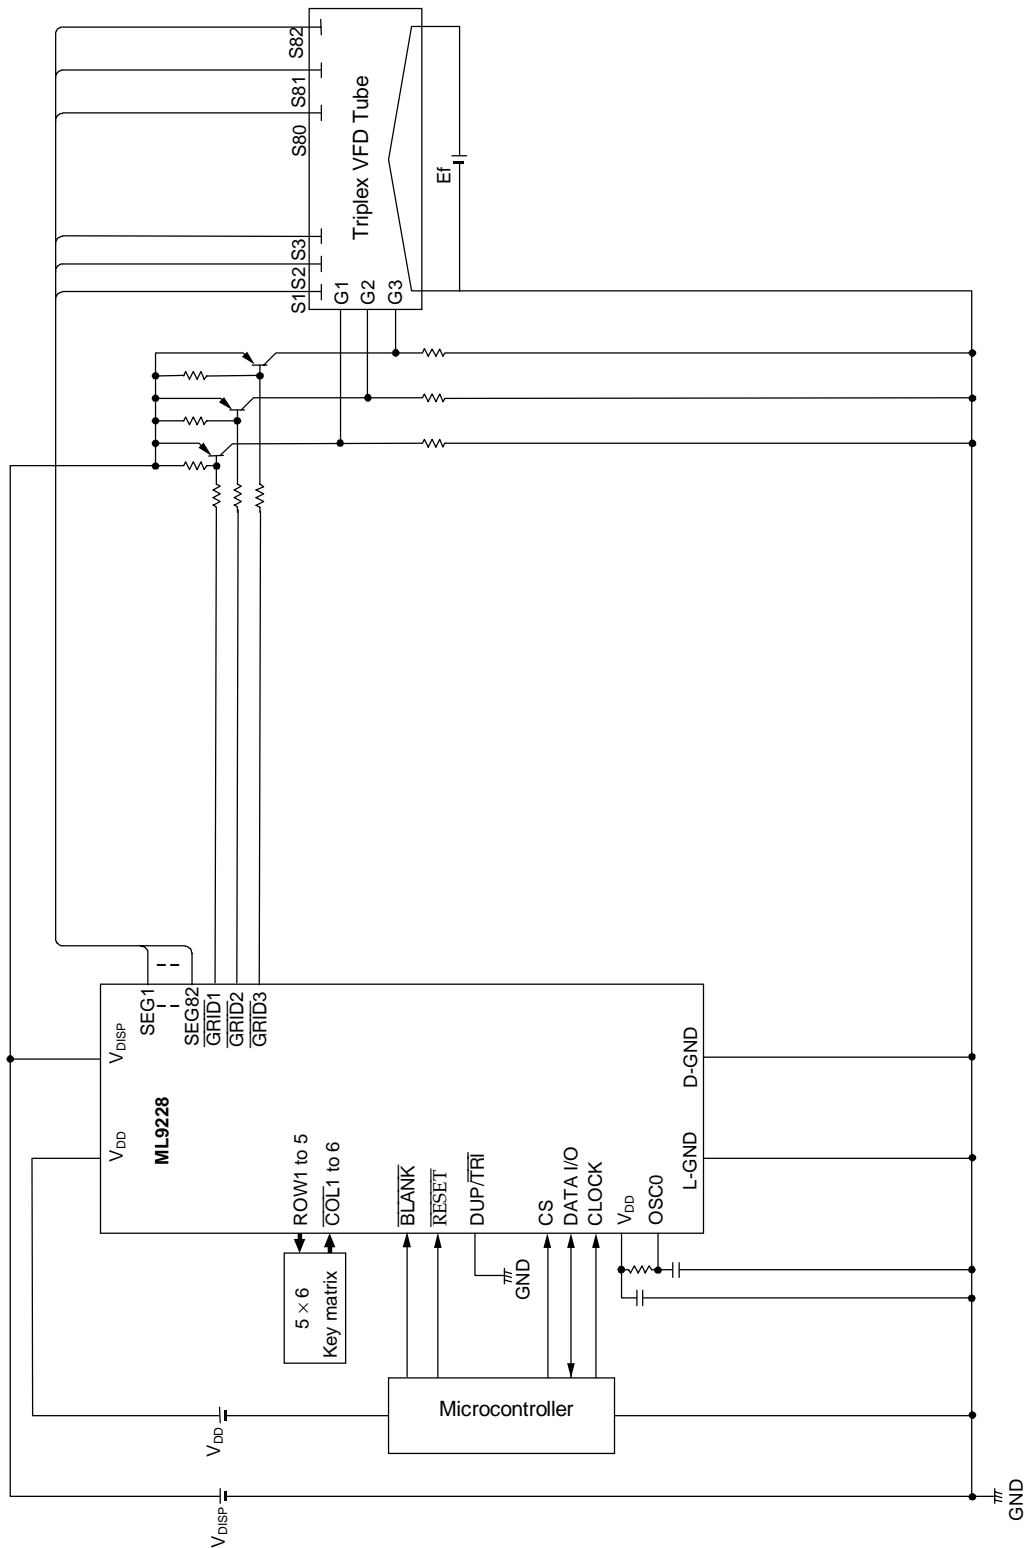 S82
S81
S80
S3
S2
S1
Triplex VFD Tube
G1
G2
G3
Ef
SEG1
SEG82
GRID1
GRID2
GRID3
VDISP
VDD
ML9228
ROW1 to 5
COL1 to 6
5 × 6
Key matrix
BLANK
RESET
DUP/TRI
GND
CS
DATA I/O
CLOCK
VDD
OSC0
L-GND
D-GND
Microcontroller
VDD
VDISP
GND